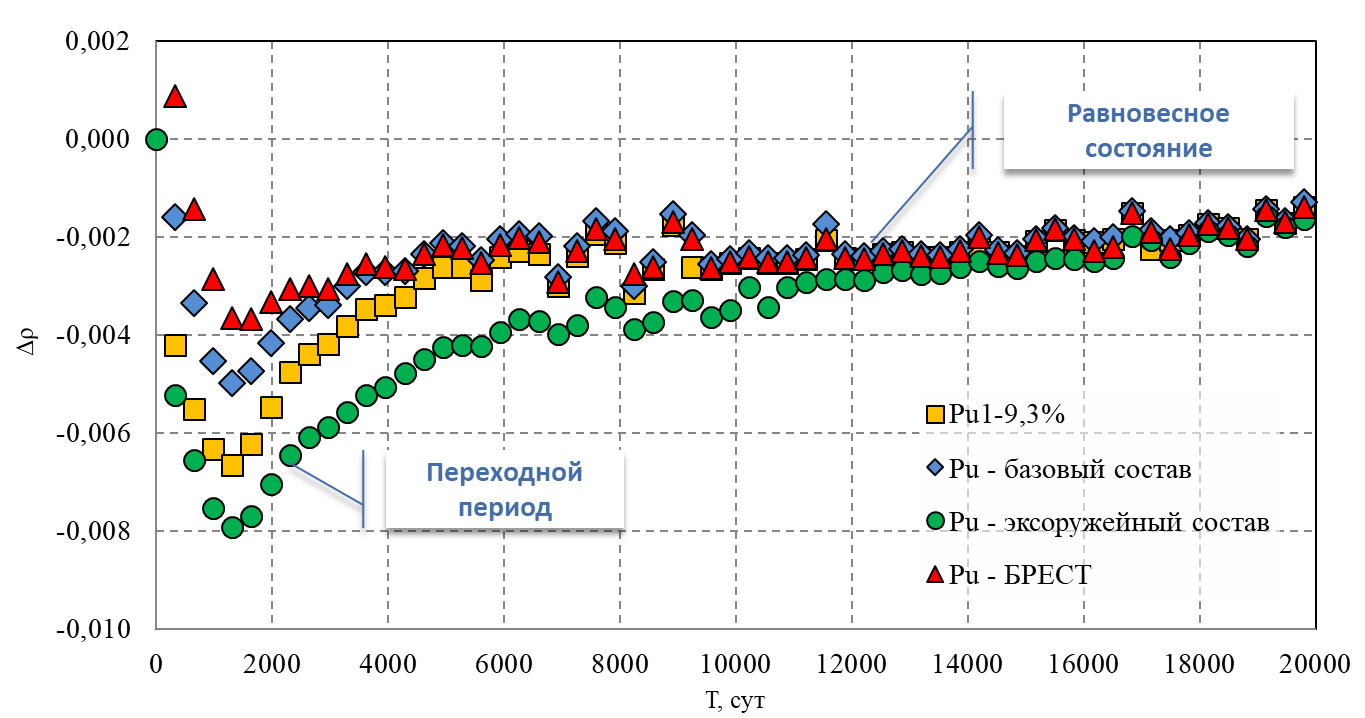 0,002
0,000
-0,002
-0,004
-0,006
-0,008
-0,010
Δρ
Равновесное
состояние
Переходной
период
Pu1-9,3%
Pu - базовый состав
Pu - эксоружейный состав
Pu - БРЕСТ
0 2000 4000 6000 8000 10000 12000 14000 16000 18000 20000
Т, сут